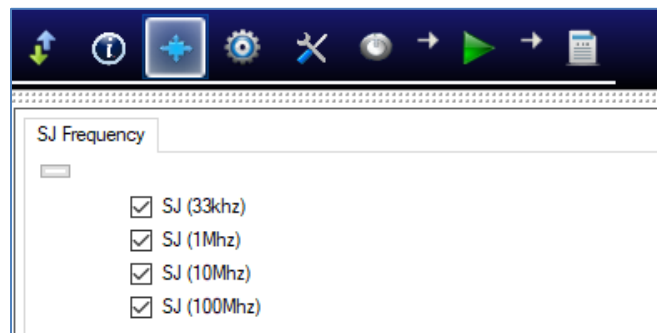 SJ Frequency
SJ (33khz)
SJ (1Mhz)
SJ (10Mhz)
SJ (100Mhz)